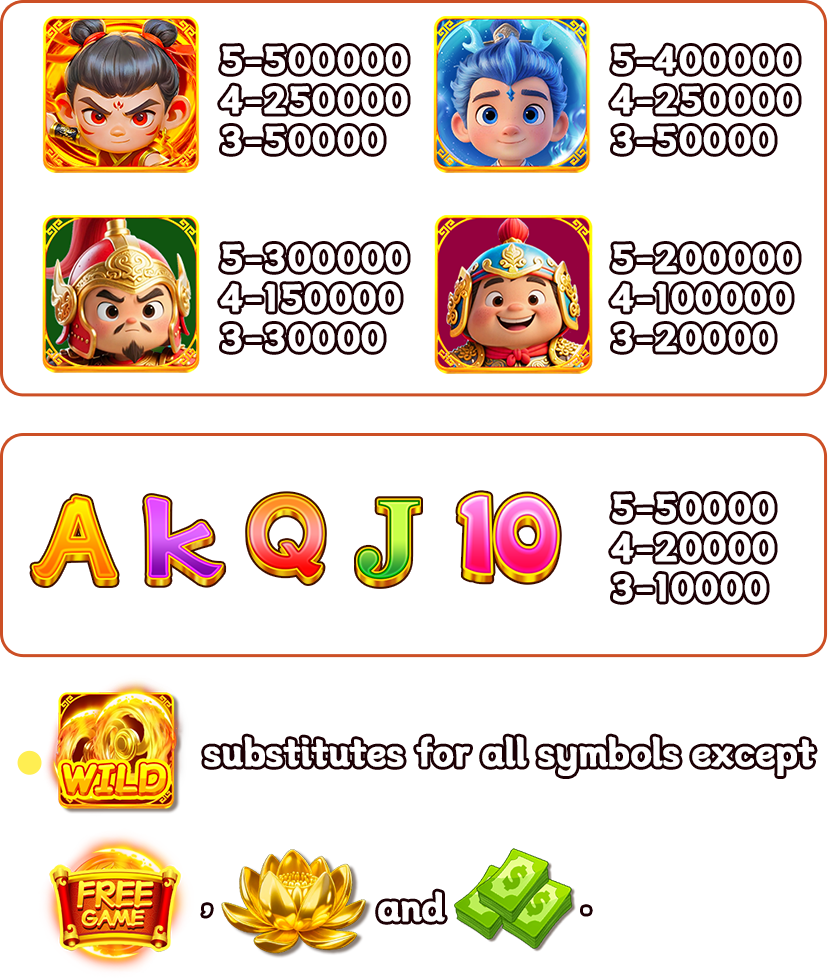 5-500000
4-250000
3-50000
5-400000
4-250000
3-50000
5-300000
4-150000
3-30000
5-200000
4-100000
3-20000
A K Q J 10
5-50000
4-20000
3-10000
WILD
substitutes for all symbols except
FREE
GAME
, and .